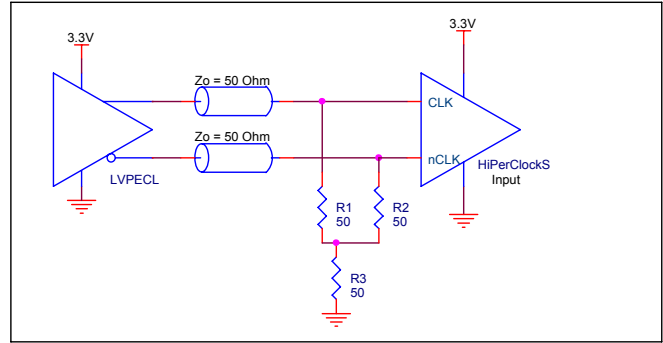 3.3V
3.3V
Zo = 50 Ohm
CLK
Zo = 50 Ohm
nCLK
LVPECL
HiPerClockS
Input
R1
50
R2
50
R3
50